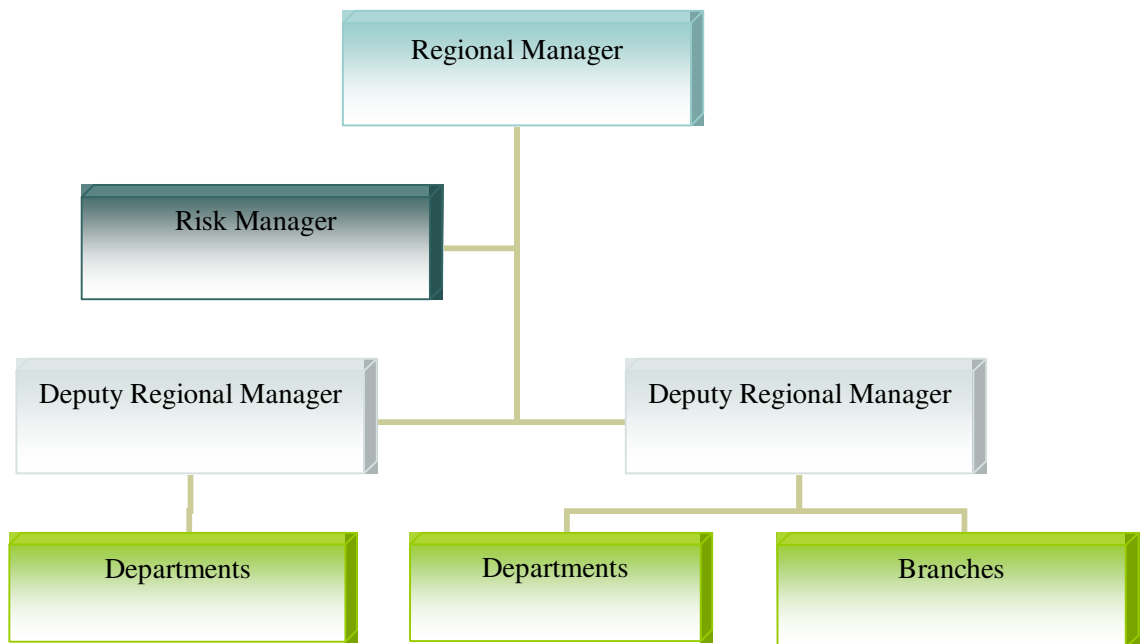 Regional Manager
Risk Manager
Deputy Regional Manager
Deputy Regional Manager
Departments
Departments
Branches